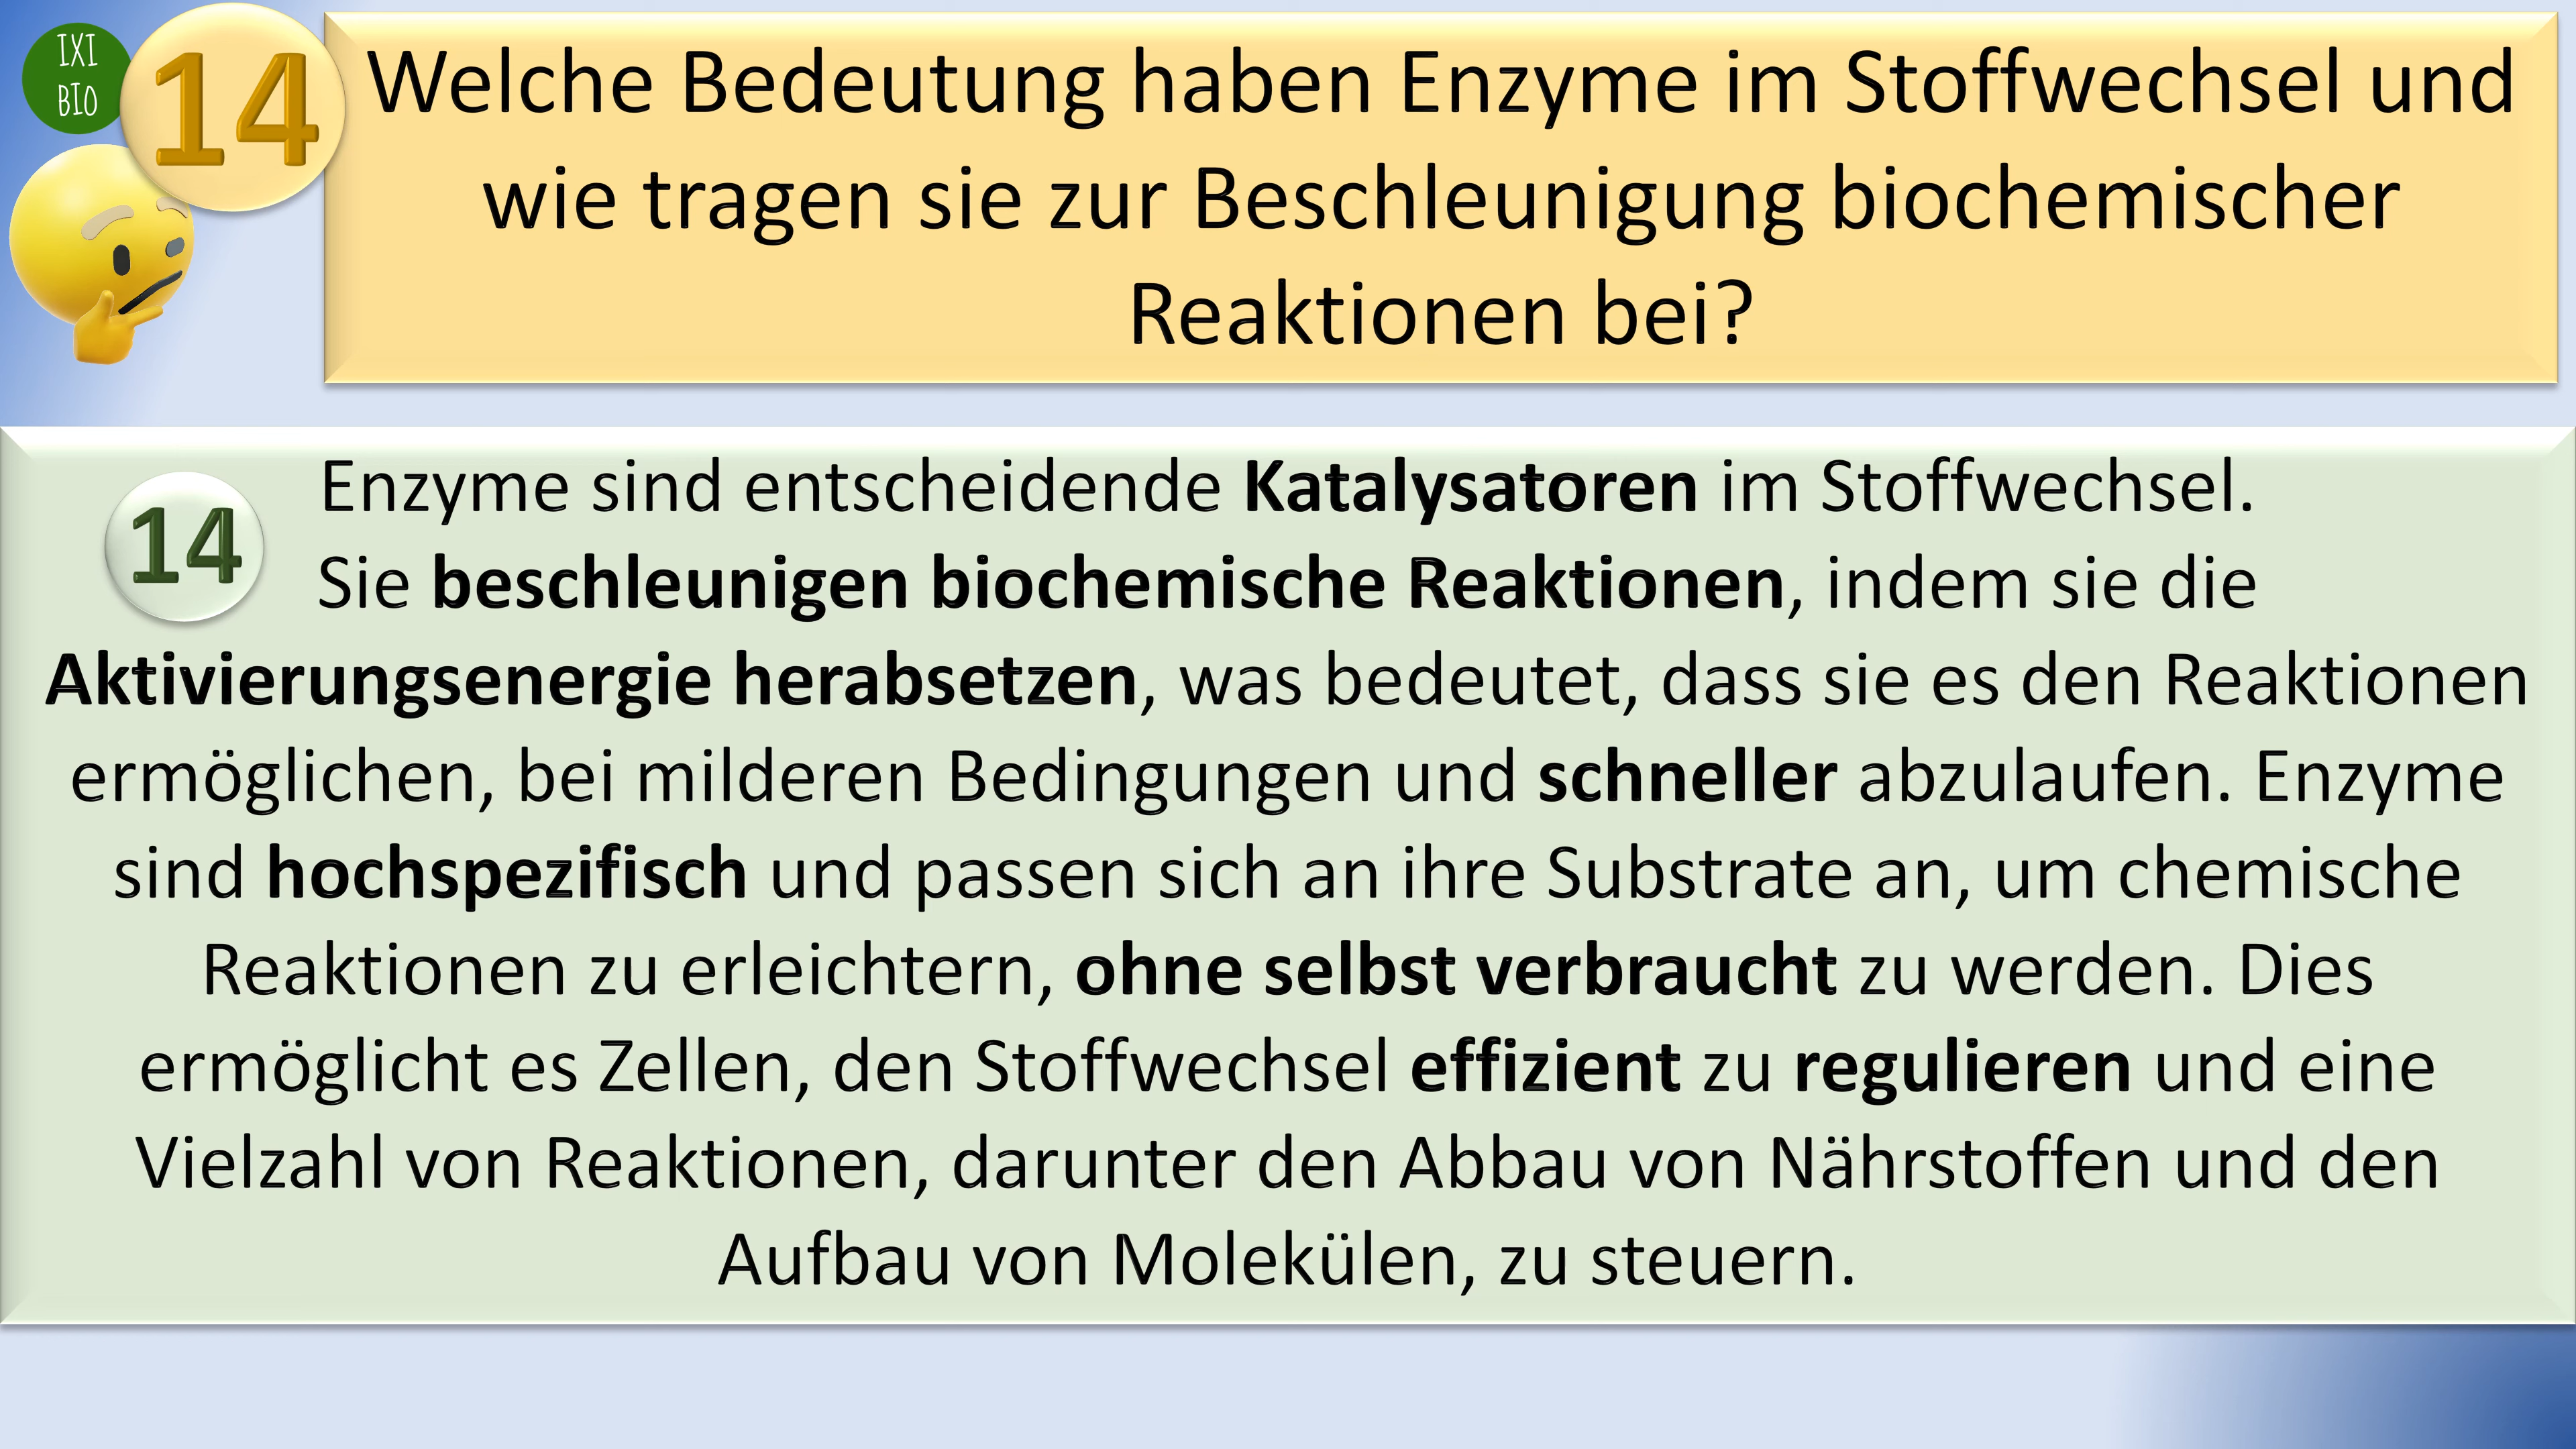 IXI
BIO
14
Welche Bedeutung haben Enzyme im Stoffwechsel und
wie tragen sie zur Beschleunigung biochemischer
Reaktionen bei?
14
Enzyme sind entscheidende Katalysatoren im Stoffwechsel.
Sie beschleunigen biochemische Reaktionen, indem sie die
Aktivierungsenergie herabsetzen, was bedeutet, dass sie es den Reaktionen
ermöglichen, bei milderen Bedingungen und schneller abzulaufen. Enzyme
sind hochspezifisch und passen sich an ihre Substrate an, um chemische
Reaktionen zu erleichtern, ohne selbst verbraucht zu werden. Dies
ermöglicht es Zellen, den Stoffwechsel effizient zu regulieren und eine
Vielzahl von Reaktionen, darunter den Abbau von Nährstoffen und den
Aufbau von Molekülen, zu steuern.